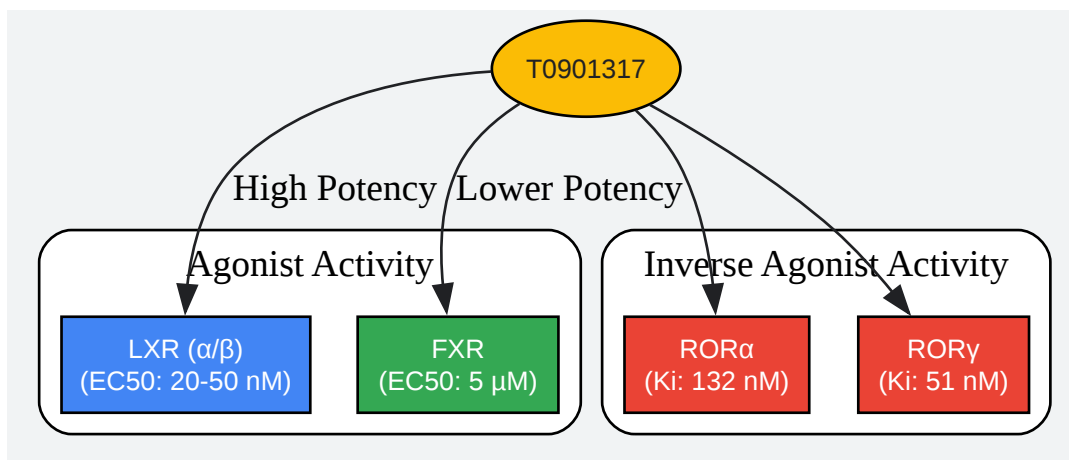 T0901317
High Potency
Lower Potency
Agonist Activity
Inverse Agonist Activity
LXR (α/β)
(EC50: 20-50 nM)
FXR
(EC50: 5 µM)
RORα
(Ki: 132 nM)
RORγ
(Ki: 51 nM)